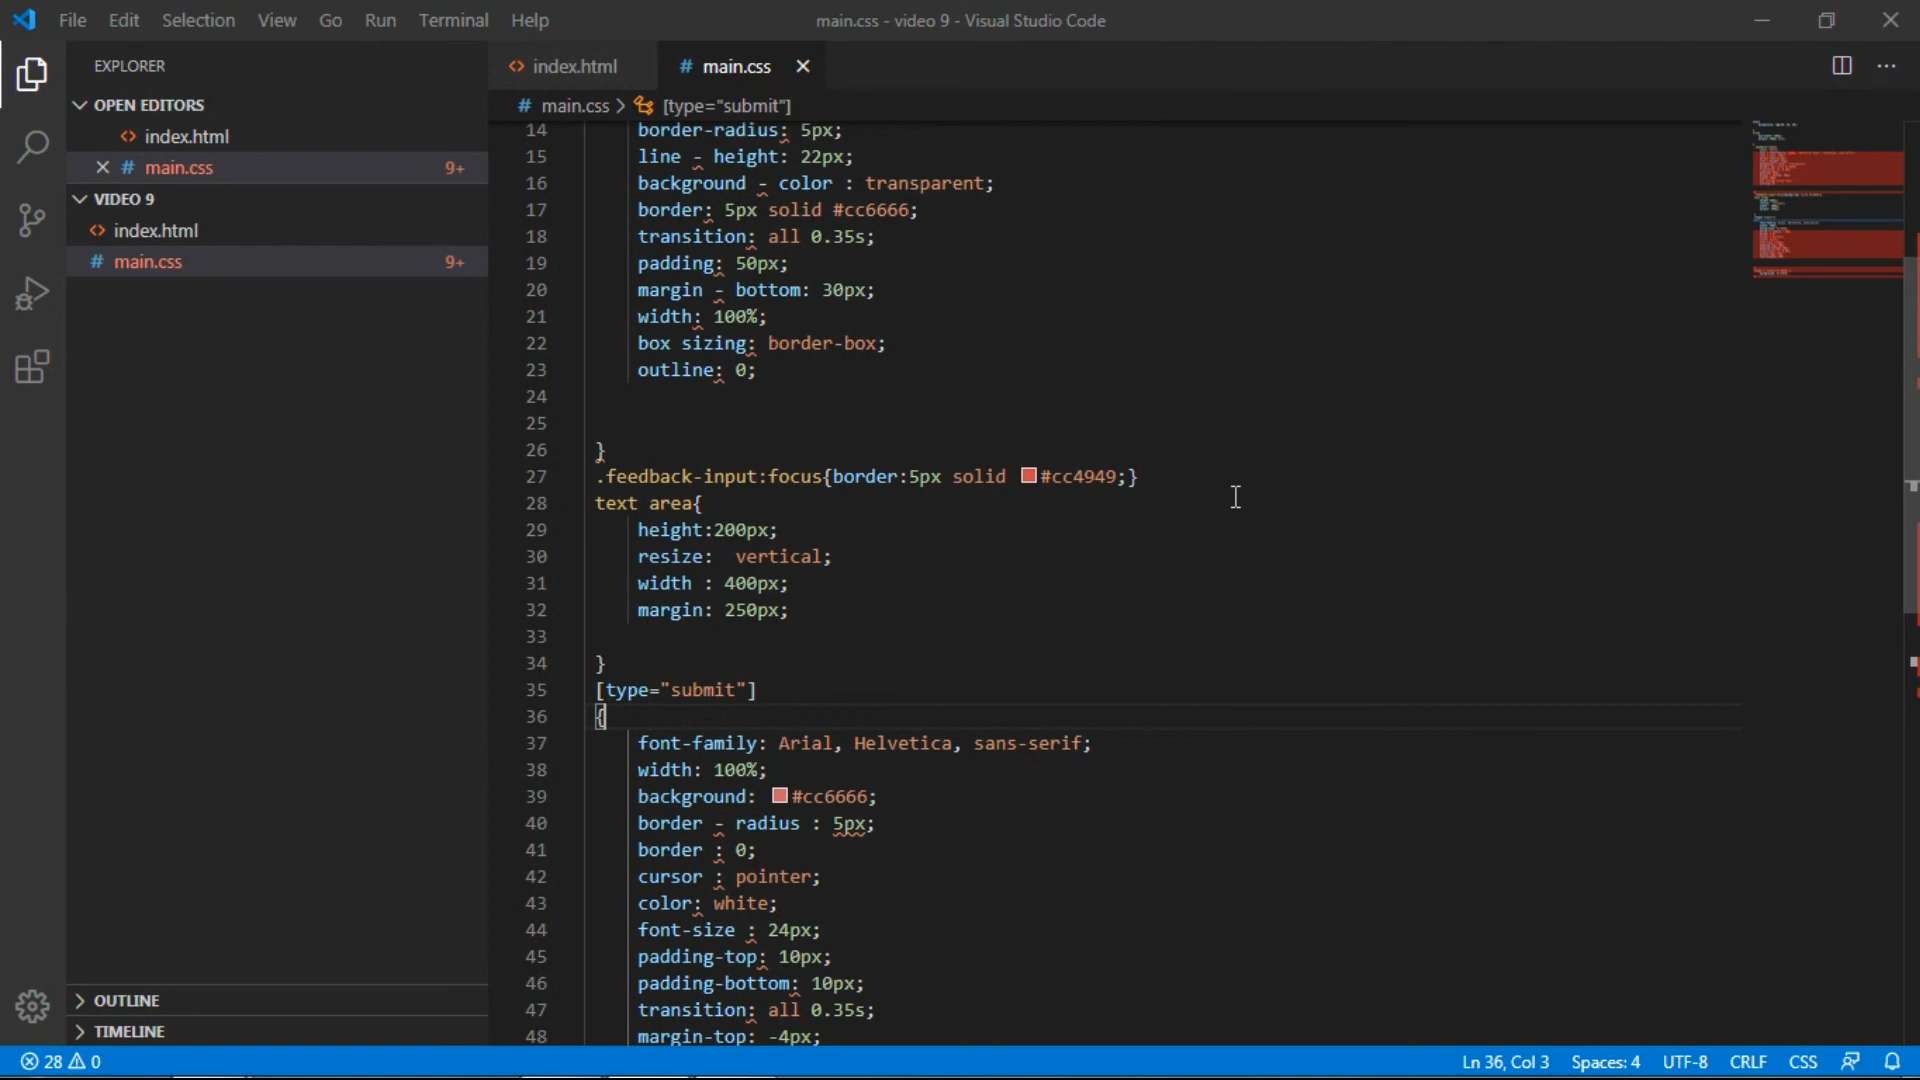 File Edit Selection View Go Run Terminal Help
main.css - video 9 - Visual Studio Code
EXPLORER
OPEN EDITORS
index.html
main.css 9+
VIDEO 9
index.html
main.css 9+
OUTLINE
TIMELINE
index.html
# main.css
# main.css > [type="submit"]
14 border-radius: 5px;
15 line - height: 22px;
16 background - color : transparent;
17 border: 5px solid #cc6666;
18 transition: all 0.35s;
19 padding: 50px;
20 margin - bottom: 30px;
21 width: 100%;
22 box sizing: border-box;
23 outline: 0;
24
25
26 }
27 .feedback-input:focus{border:5px solid #cc4949;}
28 text area{
29 height:200px;
30 resize:  vertical;
31 width : 400px;
32 margin: 250px;
33
34 }
35 [type="submit"]
36 {
37 font-family: Arial, Helvetica, sans-serif;
38 width: 100%;
39 background: #cc6666;
40 border - radius : 5px;
41 border : 0;
42 cursor : pointer;
43 color: white;
44 font-size : 24px;
45 padding-top: 10px;
46 padding-bottom: 10px;
47 transition: all 0.35s;
48 margin-top: -4px;
28 0
Ln 36, Col 3 Spaces: 4 UTF-8 CRLF CSS